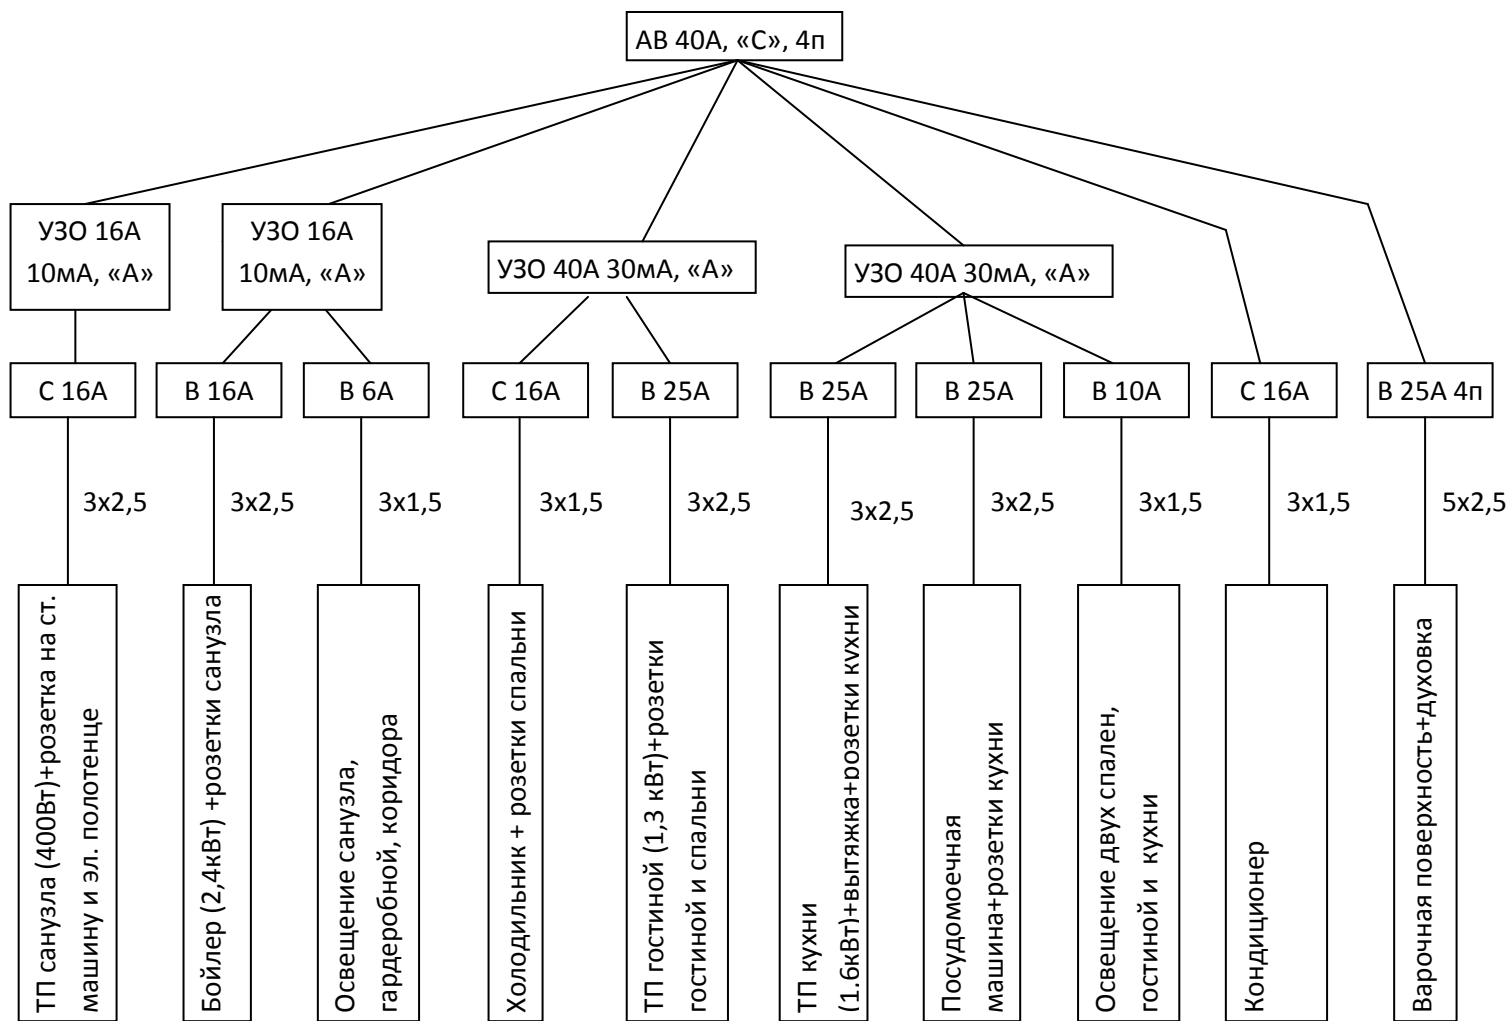 АВ 40А, «С», 4п
УЗО 16А
10мА, «А»
УЗО 16А
10мА, «А»
УЗО 40А 30мА, «А»
УЗО 40А 30мА, «А»
С 16А
В 16А
В 6А
С 16А
В 25А
В 25А
В 25А
В 10А
С 16А
В 25А 4п
3х2,5
3х2,5
3х1,5
3х1,5
3х2,5
3х2,5
3х2,5
3х1,5
3х1,5
5х2,5
ТП санузла (400Вт)+розетка на ст.
машину и эл. полотенце
Бойлер (2,4кВт) +розетки санузла
Освещение санузла,
гардеробной, коридора
Холодильник + розетки спальни
ТП гостиной (1,3 кВт)+розетки
гостиной и спальни
ТП кухни
(1.6кВт)+вытяжка+розетки кухни
Посудомоечная
машина+розетки кухни
Освещение двух спален,
гостиной и кухни
Кондиционер
Варочная поверхность+духовка